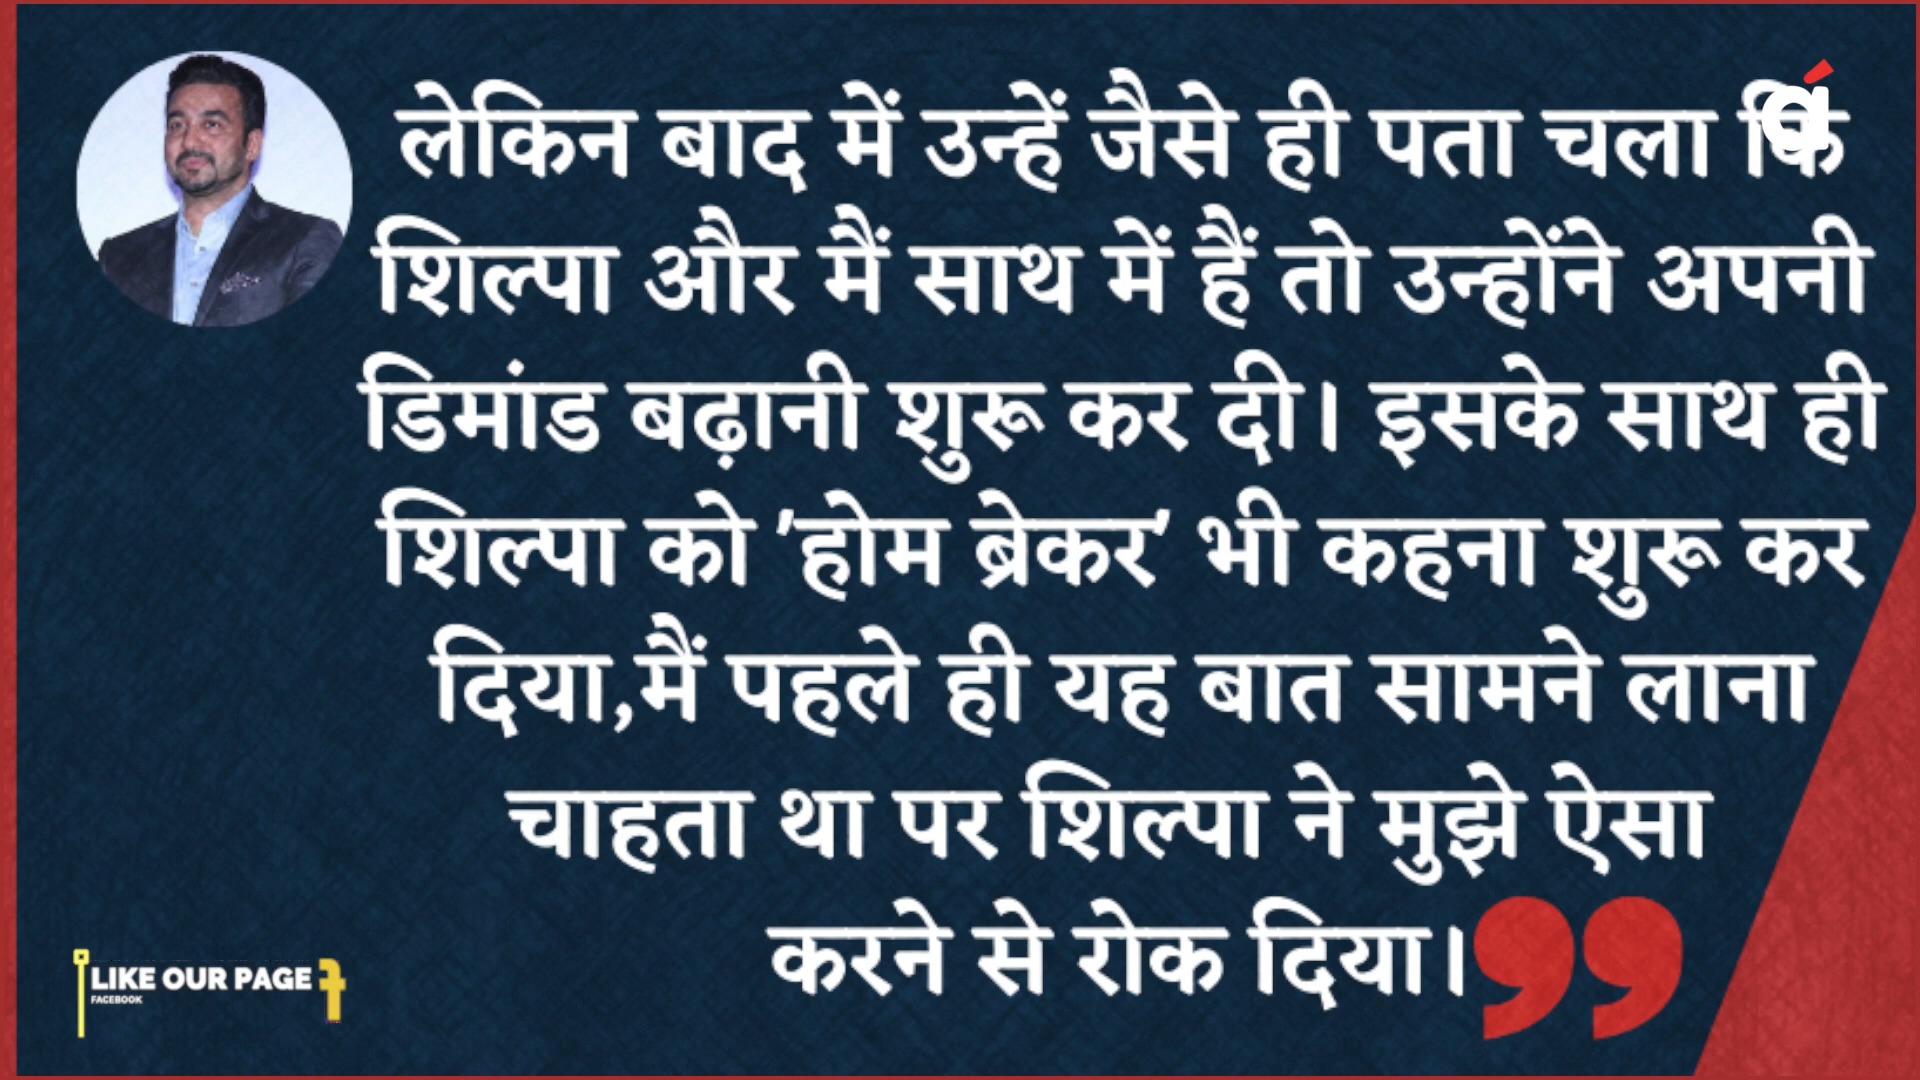 लेकिन बाद में उन्हें जैसे ही पता चला कि
शिल्पा और मैं साथ में हैं तो उन्होंने अपनी
डिमांड बढ़ानी शुरू कर दी। इसके साथ ही
शिल्पा को 'होम ब्रेकर' भी कहना शुरू कर
दिया,मैं पहले ही यह बात सामने लाना
चाहता था पर शिल्पा ने मुझे ऐसा
करने से रोक दिया।”
LIKE OUR PAGE f
FACEBOOK